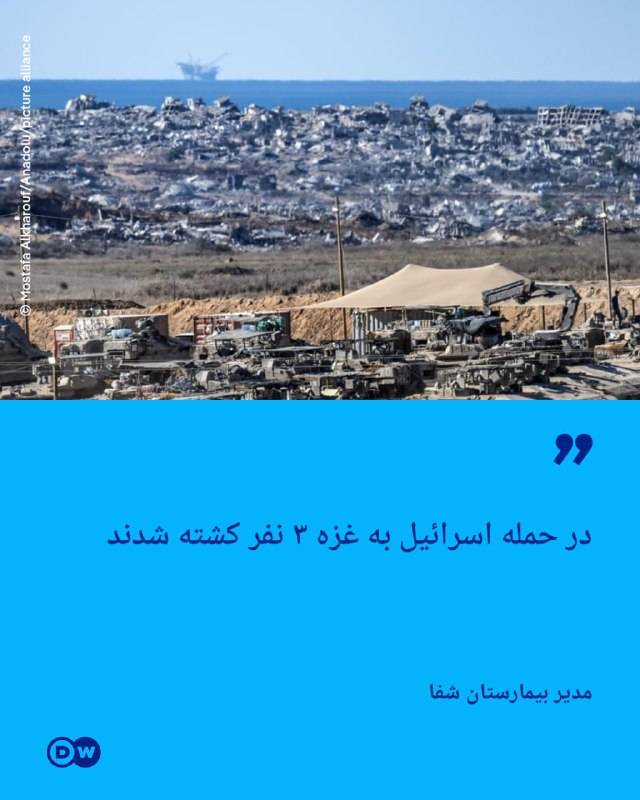 © Mostafa Alkharouf/Anadolu/picture alliance
”
در حمله اسرائیل به غزه ۳ نفر کشته شدند
مدیر بیمارستان شفا
DW